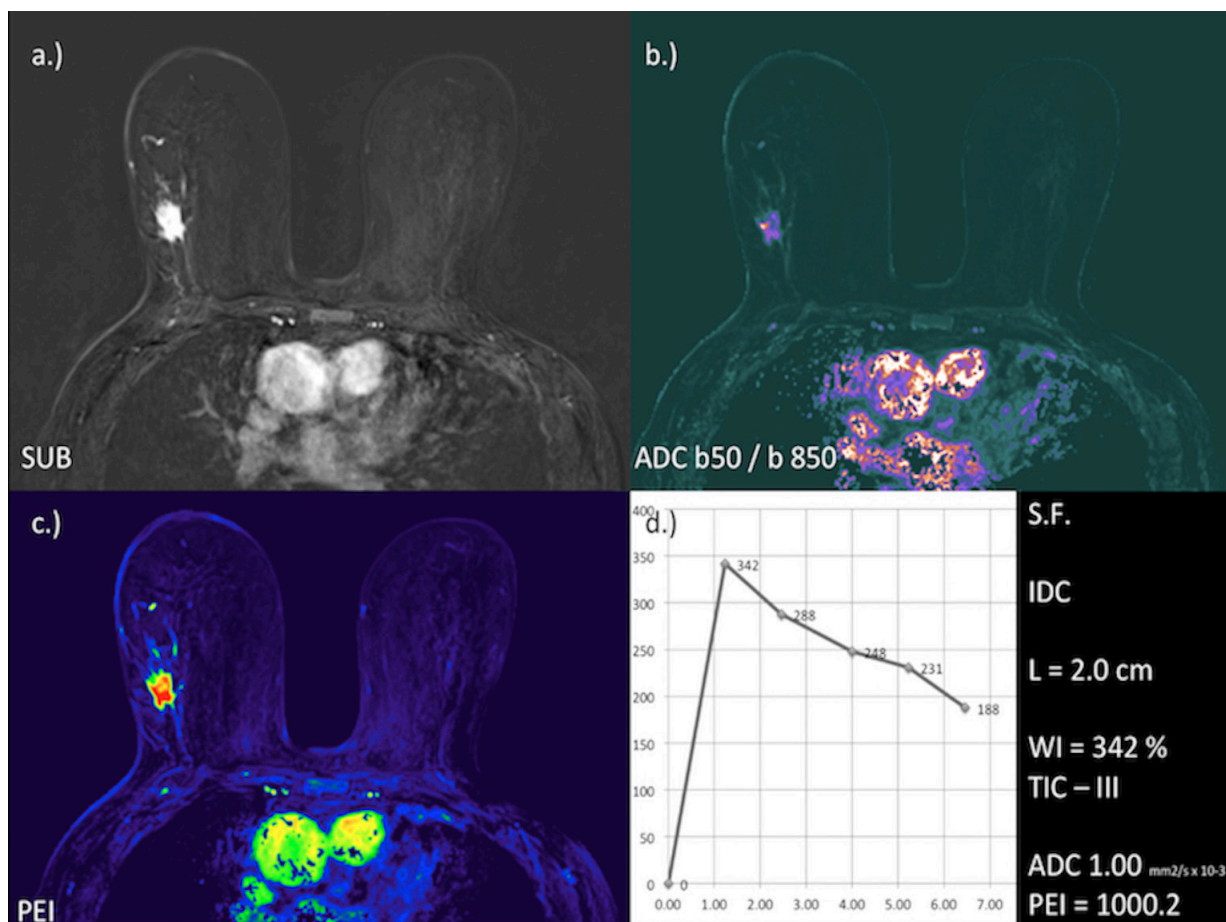 a.)
SUB
b.)
ADC b50 / b 850
c.)
PEI
d.)
400
350
300
250
200
150
100
50
0
342
288
248
231
188
0
0.00 1.00 2.00 3.00 4.00 5.00 6.00 7.00
S.F.
IDC
L = 2.0 cm
WI = 342 %
TIC – III
ADC 1.00 mm2/s x 10-3
PEI = 1000.2